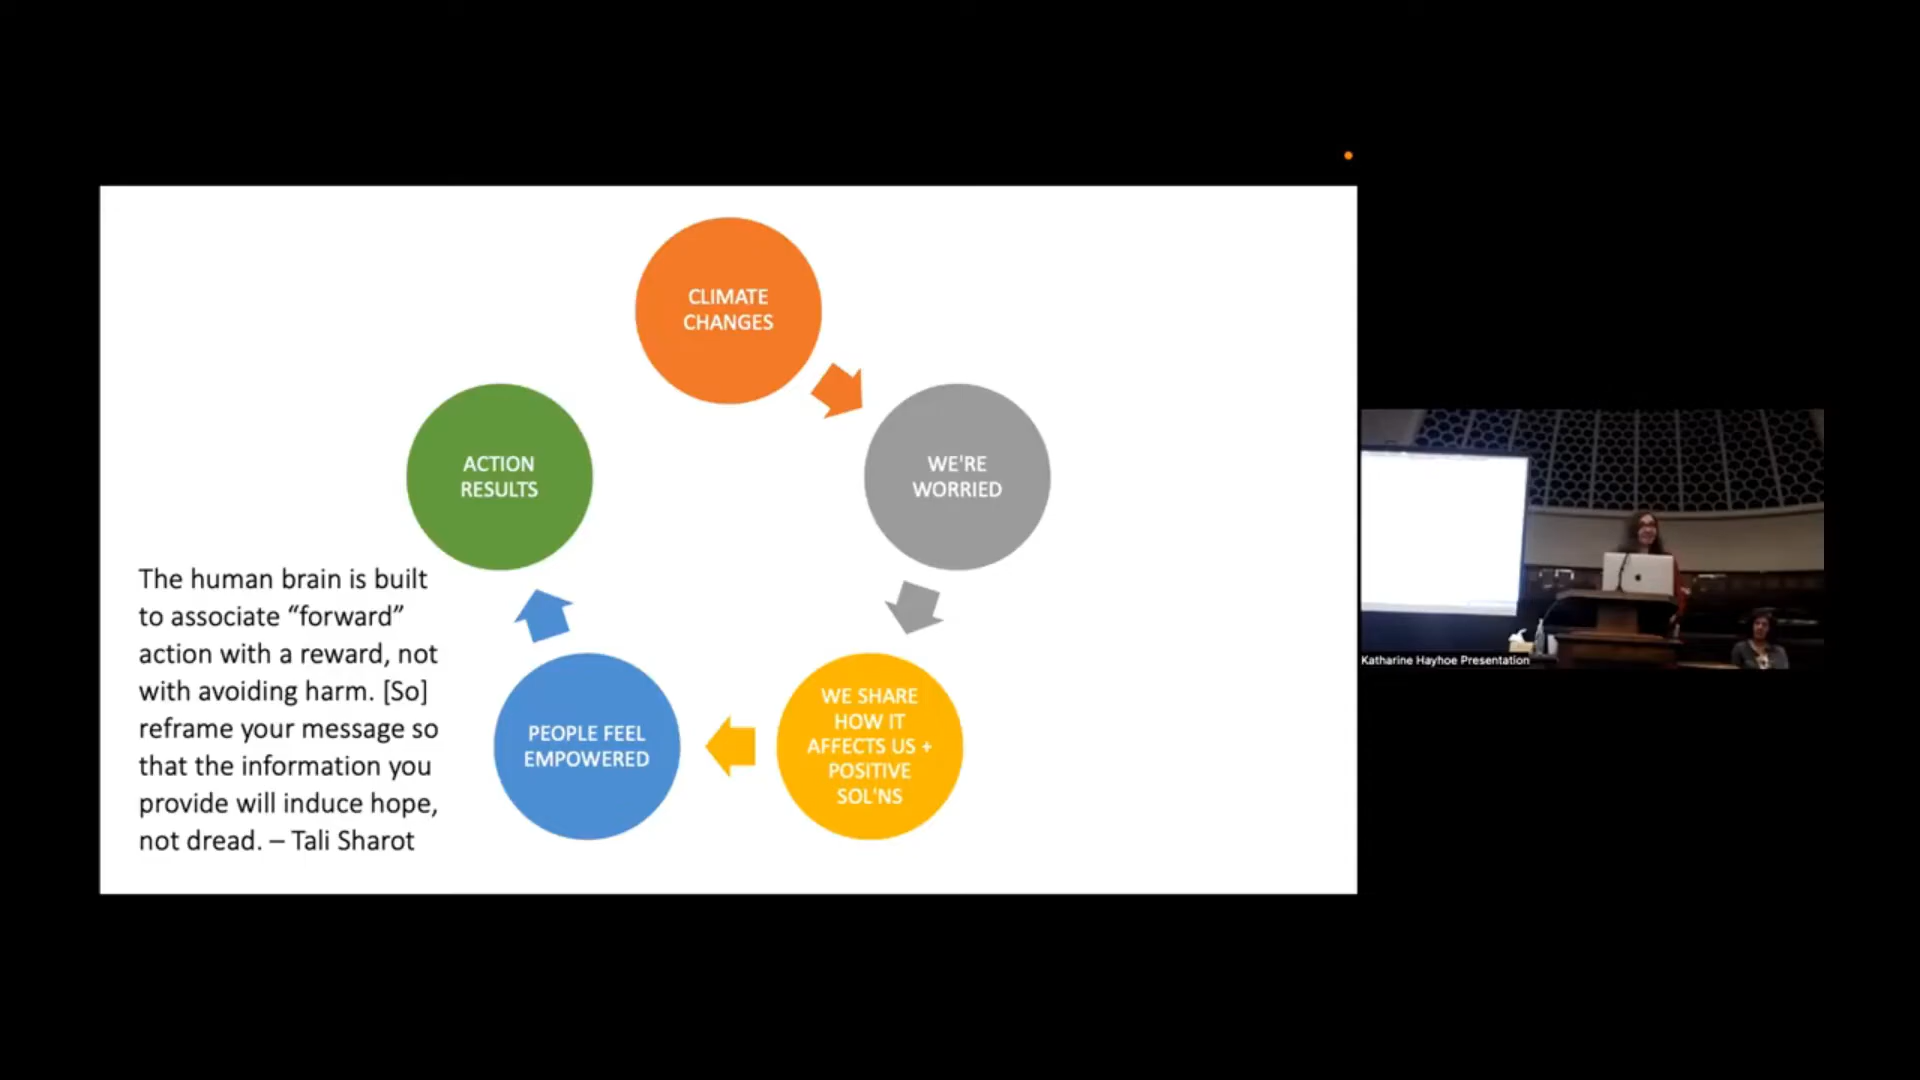 CLIMATE
CHANGES
WE'RE
WORRIED
WE SHARE
HOW IT
AFFECTS US +
POSITIVE
SOL'NS
PEOPLE FEEL
EMPOWERED
ACTION
RESULTS
The human brain is built
to associate “forward”
action with a reward, not
with avoiding harm. [So]
reframe your message so
that the information you
provide will induce hope,
not dread. – Tali Sharot
Katharine Hayhoe Presentation